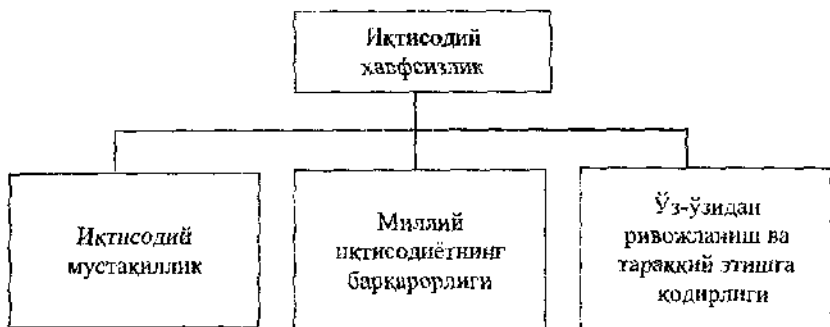 Иқтисодий
хавфсизлик
Иқтисодий
мустақиллик
Миллий
иқтисодиётнинг
барқарорлиги
Ўз-ўзидан
ривожланиш ва
тараққий этишга
қодирлиги